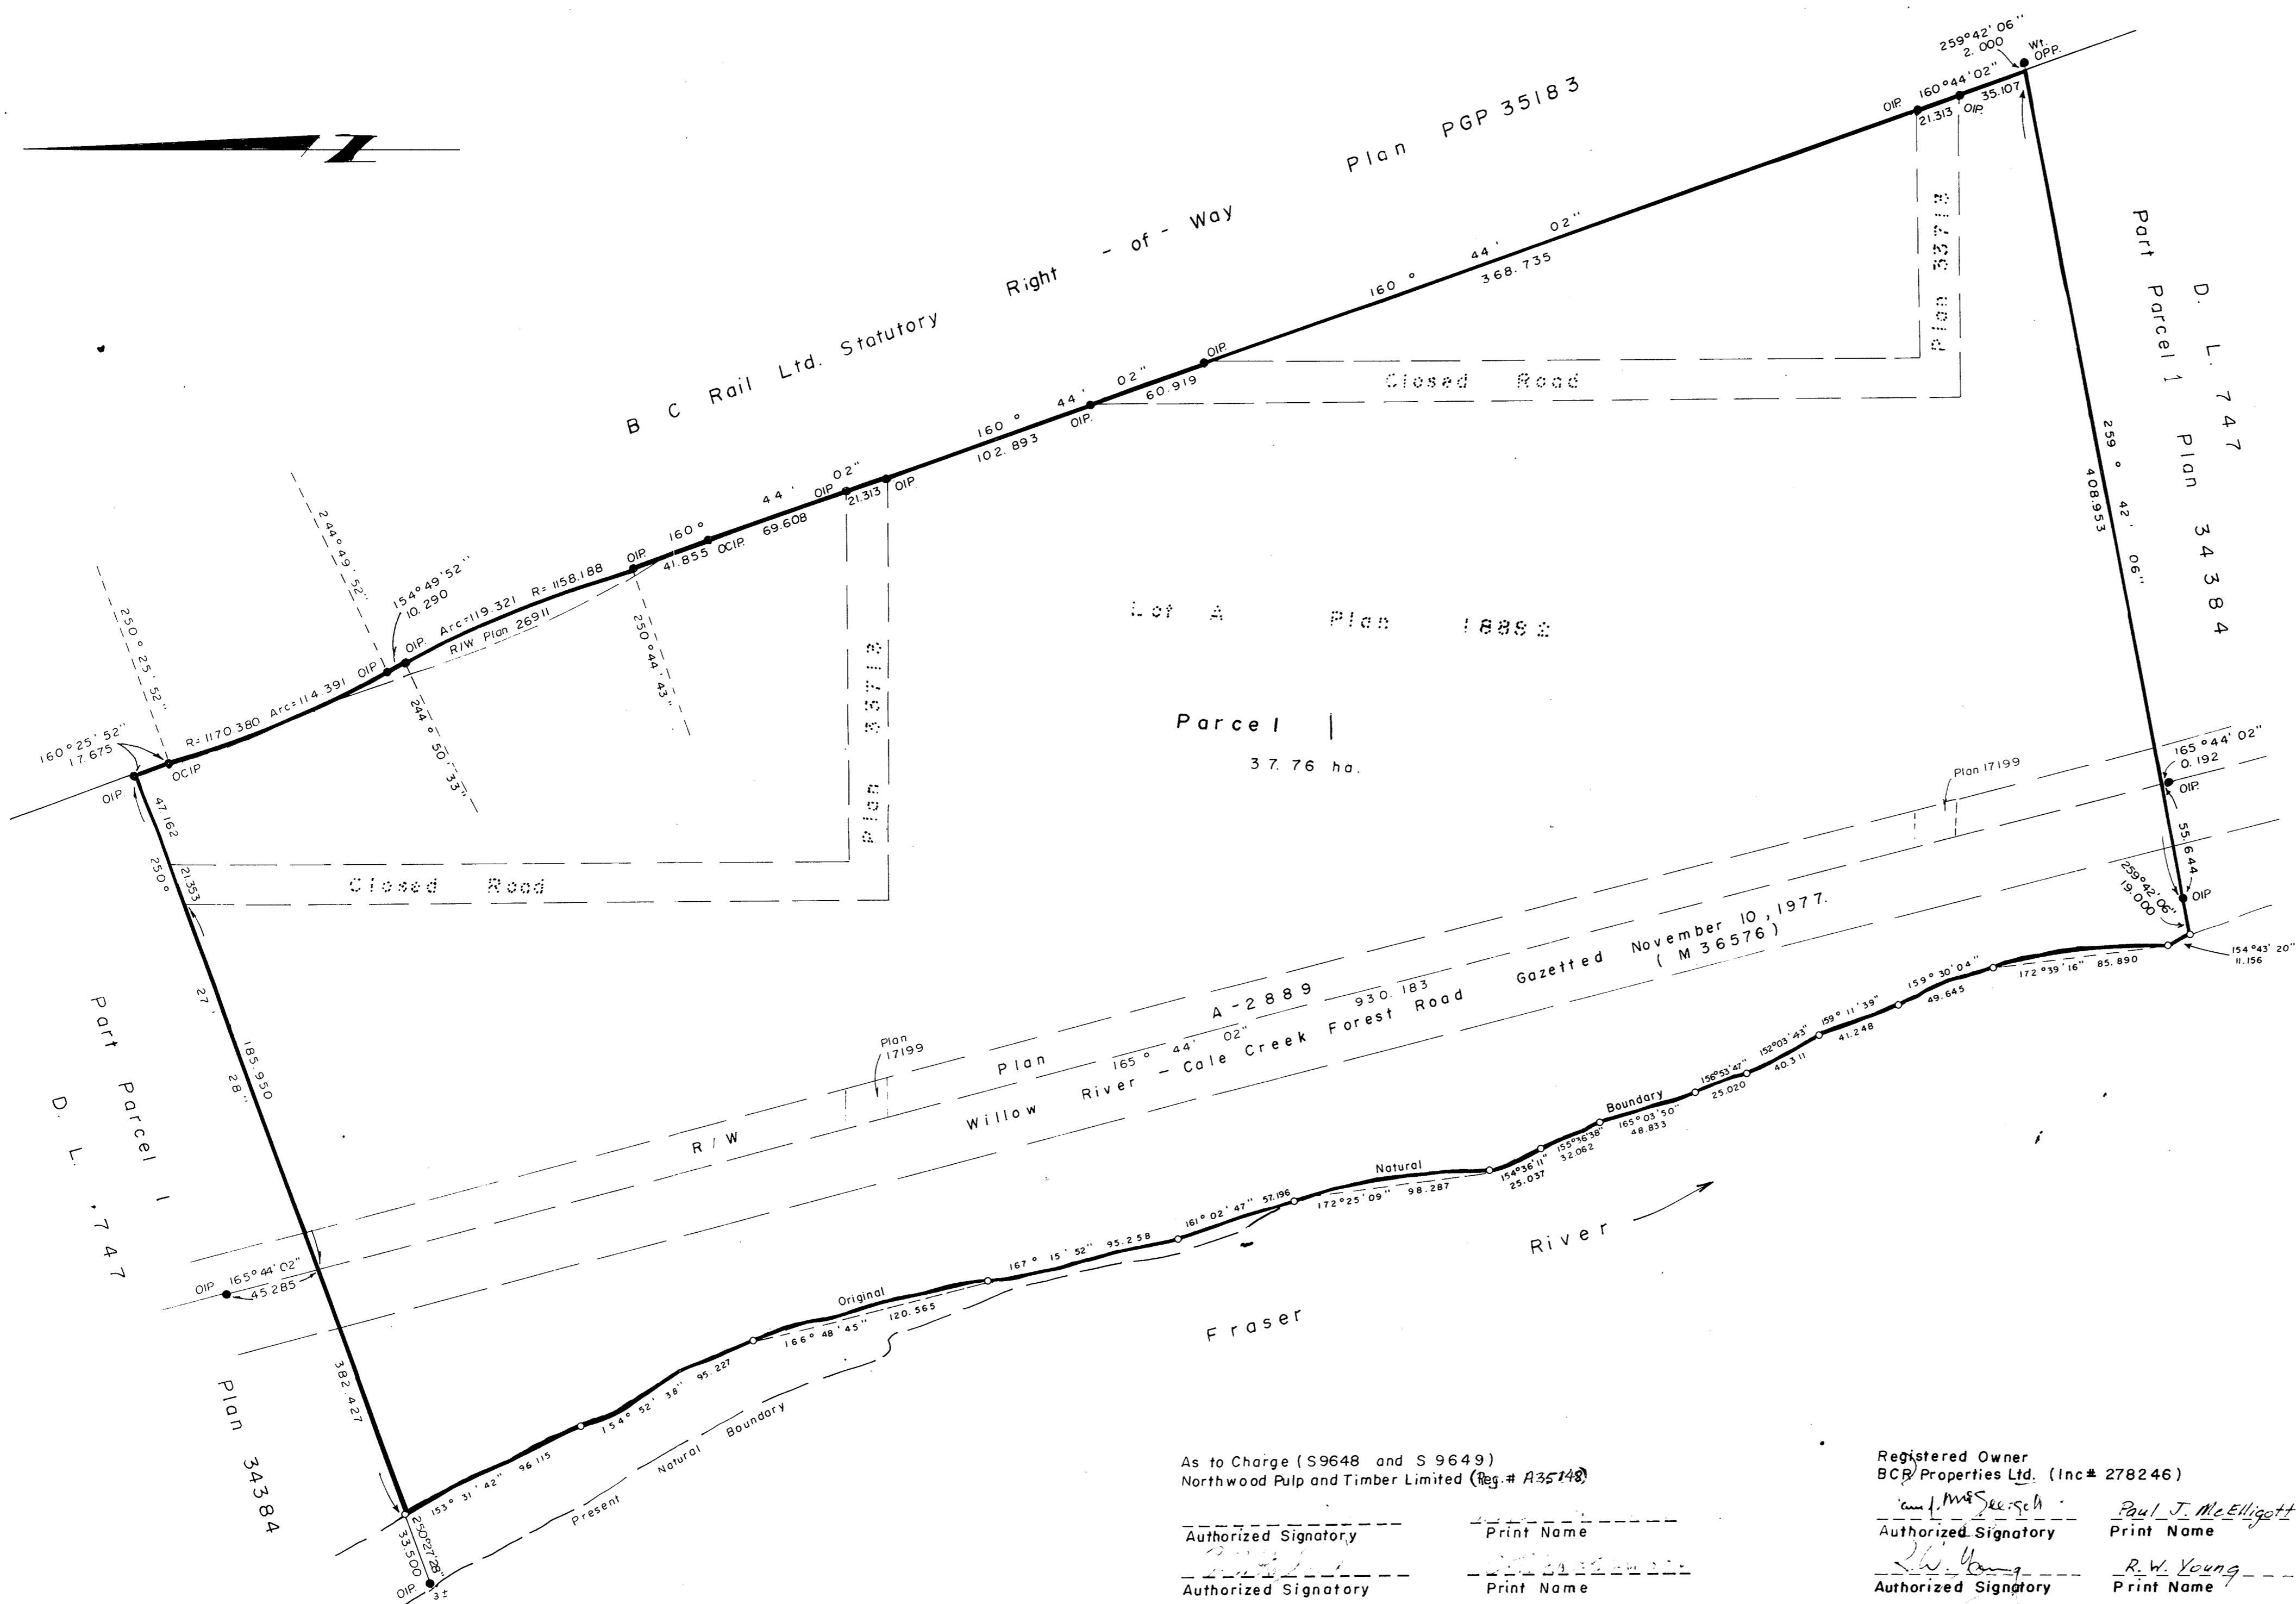 259°42'06"
2.000
Wt.
OPP.
160°44'02"
35.107
OIP.
21.313
OIP.
Plan PGP 35183
B C Rail Ltd. Statutory Right - of - Way
160° 44' 02"
368.735
Plan 33713
Part Parcel 1 Plan 34384
D. L. 747
259° 42' 06"
408.953
OIP.
60.919
160° 44' 02"
OIP.
102.893
Closed Road
OIP.
21.313
OIP.
160° 44' 02"
69.608
OCIP.
41.855
OIP.
Arc=119.321 R=1158.188
R/W Plan 26911
250°44'43"
244°49'52"
154°49'52"
10.290
OIP.
OIP.
244°50'33"
R=1170.380 Arc=114.391
250°25'52"
160°25'52"
17.675
OCIP
OIP.
Lot A Plan 18882
Plan 33713
Parcel 1
37.76 ha.
47.162
21.353
250° 27' 28"
185.950
Closed Road
Plan 17199
165°44'02"
0.192
OIP.
55.644
OIP
259°42'06"
19.000
154°43'20"
11.156
Part Parcel 1
D. L. 747
Plan 34384
Plan 17199
R/W Plan A-2889
165° 44' 02" 930.183
Willow River - Cale Creek Forest Road Gazetted November 10, 1977.
(M 36576)
OIP 165°44'02"
45.285
382.427
172°39'16" 85.890
159°30'04"
49.645
159°11'39"
41.248
152°03'43"
40.311
156°53'47"
25.020
Boundary
165°03'50"
48.833
155°36'38"
32.062
154°36'11"
25.037
Natural
172°25'09" 98.287
161°02'47" 57.196
167° 15' 52" 95.258
Original
166° 48' 45" 120.565
154° 52' 38" 95.227
153° 31' 42" 96.115
Present Natural Boundary
250°27'28"
33.500
OIP.
3±
Fraser River
As to Charge (S9648 and S 9649)
Northwood Pulp and Timber Limited (Reg.# A35148)
Authorized Signatory Print Name
Authorized Signatory Print Name
Registered Owner
BCR Properties Ltd. (Inc# 278246)
Paul J. McElligott
Authorized Signatory Print Name
R.W. Young R.W. Young
Authorized Signatory Print Name